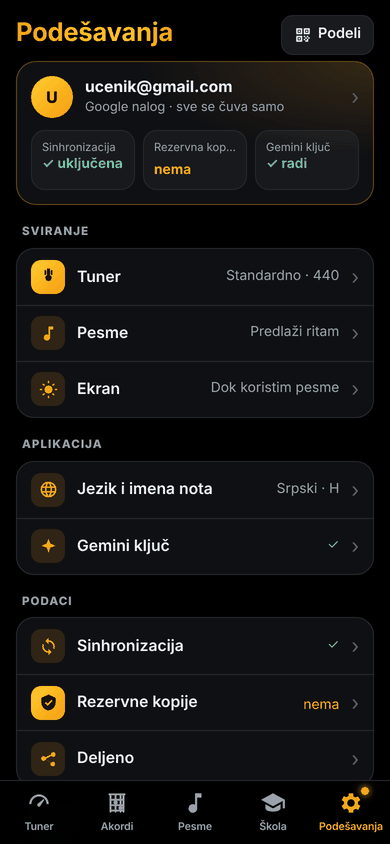 Podešavanja
Podeli
U
ucenik@gmail.com
Google nalog · sve se čuva samo
Sinhronizacija
✓ uključena
Rezervna kop...
nema
Gemini ključ
✓ radi
SVIRANJE
Tuner
Standardno · 440
Pesme
Predlaži ritam
Ekran
Dok koristim pesme
APLIKACIJA
Jezik i imena nota
Srpski · H
Gemini ključ
✓
PODACI
Sinhronizacija
✓
Rezervne kopije
nema
Deljeno
Tuner
Akordi
Pesme
Škola
Podešavanja